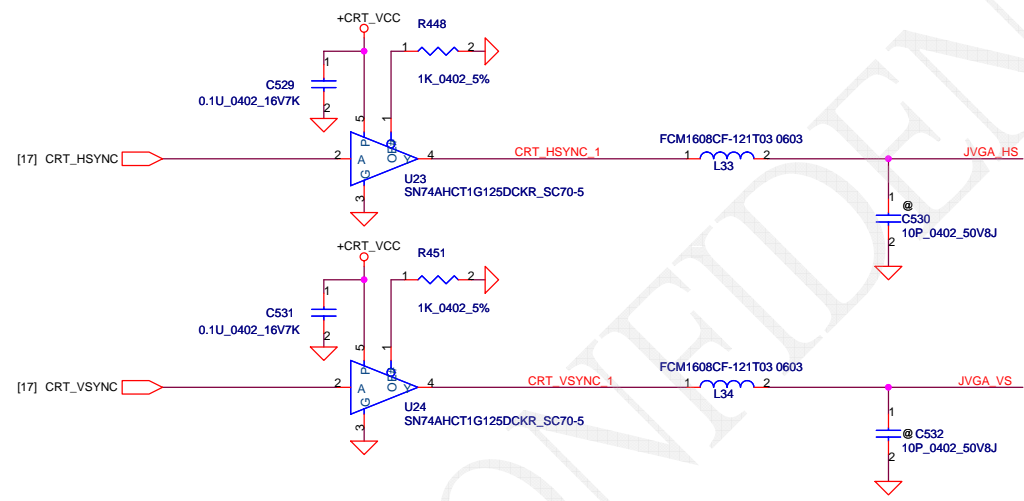 +CRT_VCC
R448
1
2
1K_0402_5%
1
C529
0.1U_0402_16V7K
2
5
1
P
OE#
[17] CRT_HSYNC
2
A
Y
4
G
3
U23
SN74AHCT1G125DCKR_SC70-5
CRT_HSYNC_1
FCM1608CF-121T03 0603
1
2
L33
JVGA_HS
1
@
C530
10P_0402_50V8J
2
+CRT_VCC
R451
1
2
1K_0402_5%
1
C531
0.1U_0402_16V7K
2
5
1
P
OE#
[17] CRT_VSYNC
2
A
Y
4
G
3
U24
SN74AHCT1G125DCKR_SC70-5
CRT_VSYNC_1
FCM1608CF-121T03 0603
1
2
L34
JVGA_VS
1
@ C532
10P_0402_50V8J
2
CONFIDEN